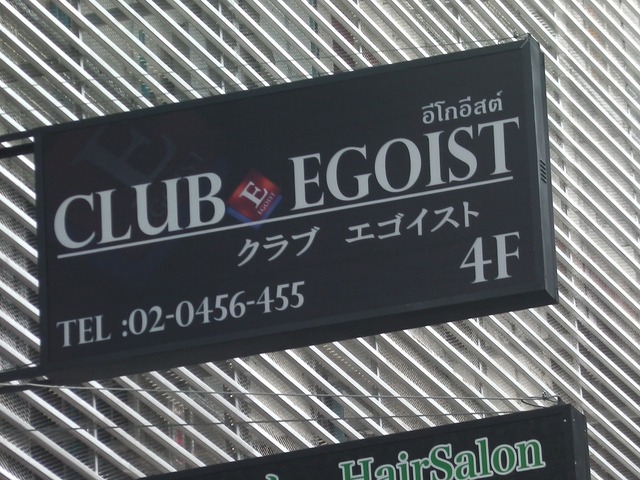 อีโกอีสต์
CLUB E EGOIST EGOIST
クラブ エゴイスト
4F
TEL :02-0456-455
HairSalon